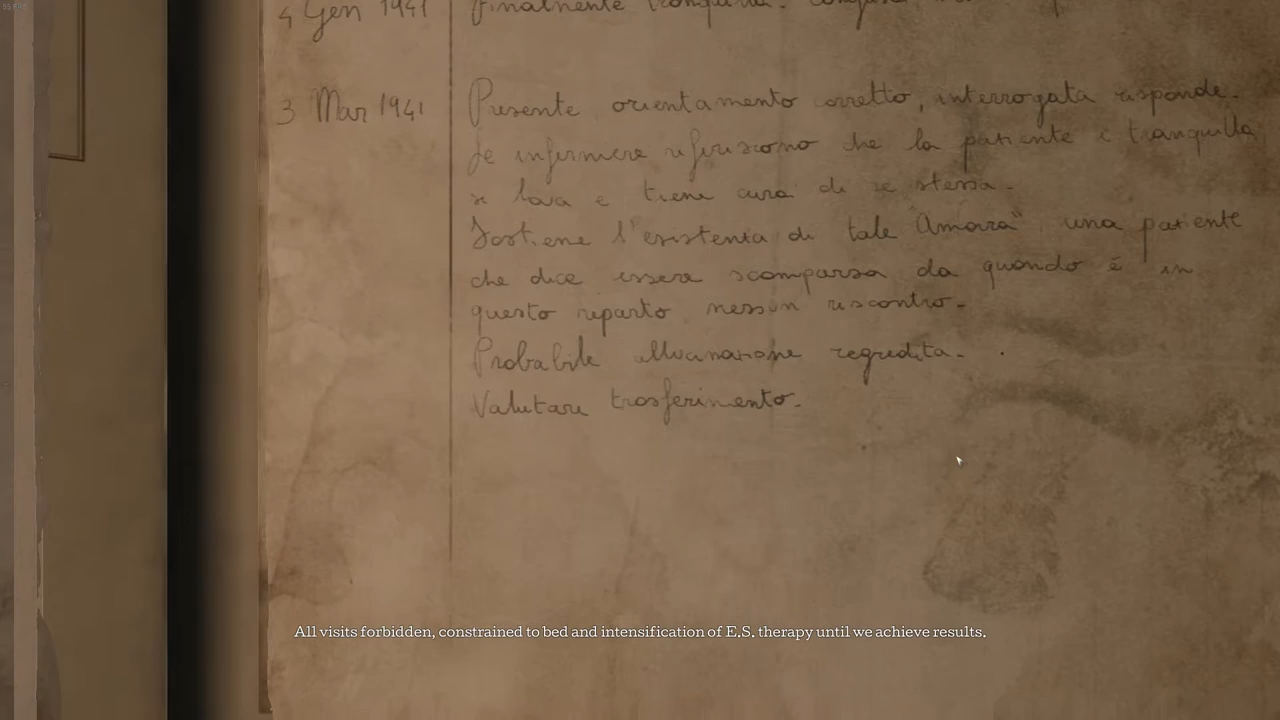 4 Gen 1941 finalmente tranquilla.
3 Mar 1941 Presente orientamento corretto, interrogata risponde.
Le infermiere riferiscono che la paziente è tranquilla
si lava e tiene cura di se stessa.
Sostiene l'esistenza di tale "Amara" una paziente
che dice essere scomparsa da quando è in
questo reparto, nessun riscontro.
Probabile allucinazione regredita.
Valutare trasferimento.
All visits forbidden, constrained to bed and intensification of E.S. therapy until we achieve results.